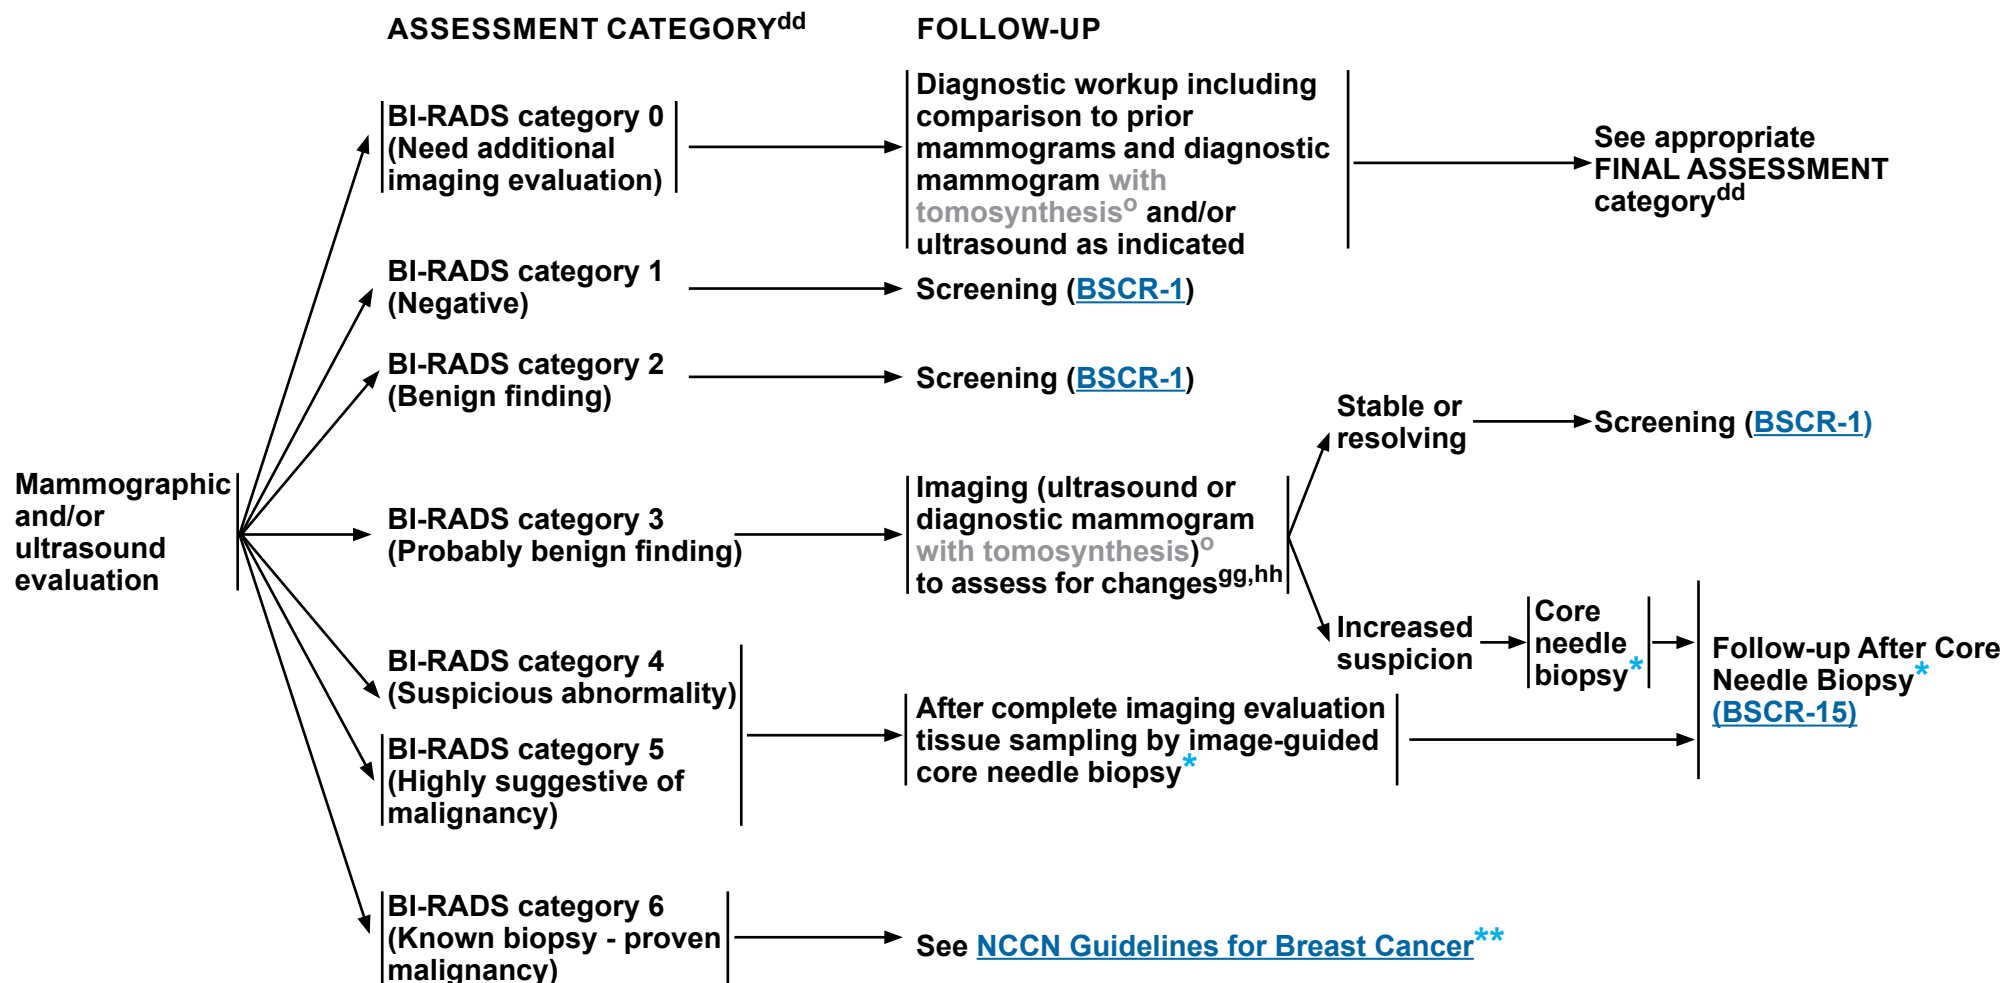 ASSESSMENT CATEGORYdd
FOLLOW-UP
Mammographic
and/or
ultrasound
evaluation
BI-RADS category 0
(Need additional
imaging evaluation)
Diagnostic workup including
comparison to prior
mammograms and diagnostic
mammogram with
tomosynthesiso and/or
ultrasound as indicated
See appropriate
FINAL ASSESSMENT
categorydd
BI-RADS category 1
(Negative)
Screening (BSCR-1)
BI-RADS category 2
(Benign finding)
Screening (BSCR-1)
BI-RADS category 3
(Probably benign finding)
Imaging (ultrasound or
diagnostic mammogram
with tomosynthesis)o
to assess for changesgg,hh
Stable or
resolving
Screening (BSCR-1)
Increased
suspicion
Core
needle
biopsy*
Follow-up After Core
Needle Biopsy*
(BSCR-15)
BI-RADS category 4
(Suspicious abnormality)
BI-RADS category 5
(Highly suggestive of
malignancy)
After complete imaging evaluation
tissue sampling by image-guided
core needle biopsy*
BI-RADS category 6
(Known biopsy - proven
malignancy)
See NCCN Guidelines for Breast Cancer**